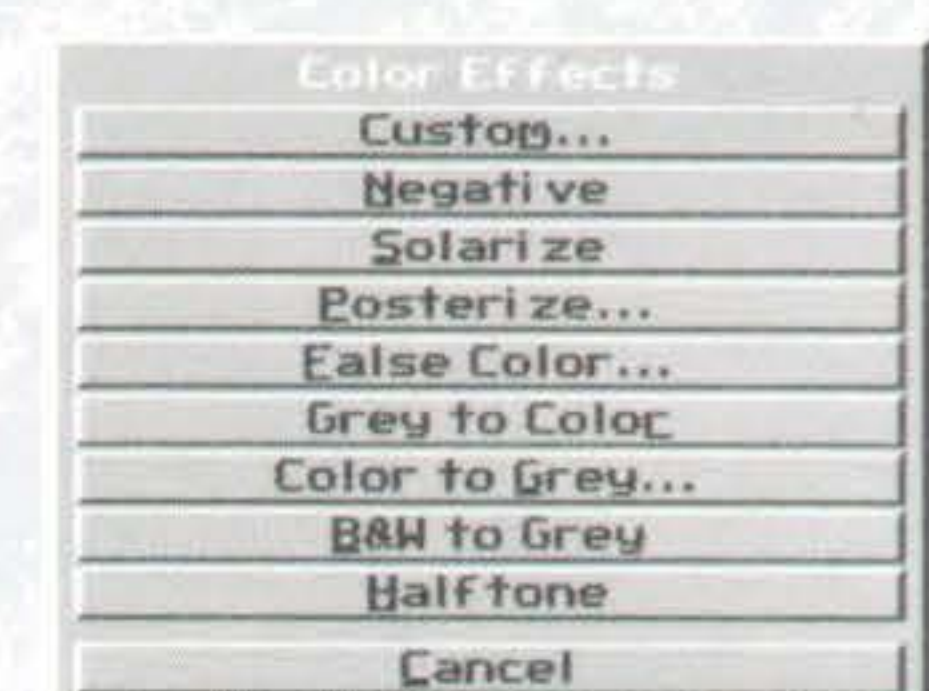 Color Effects
Custom...
Negative
Solarize
Posterize...
False Color...
Grey to Color
Color to Grey...
B&W to Grey
Halftone
Cancel